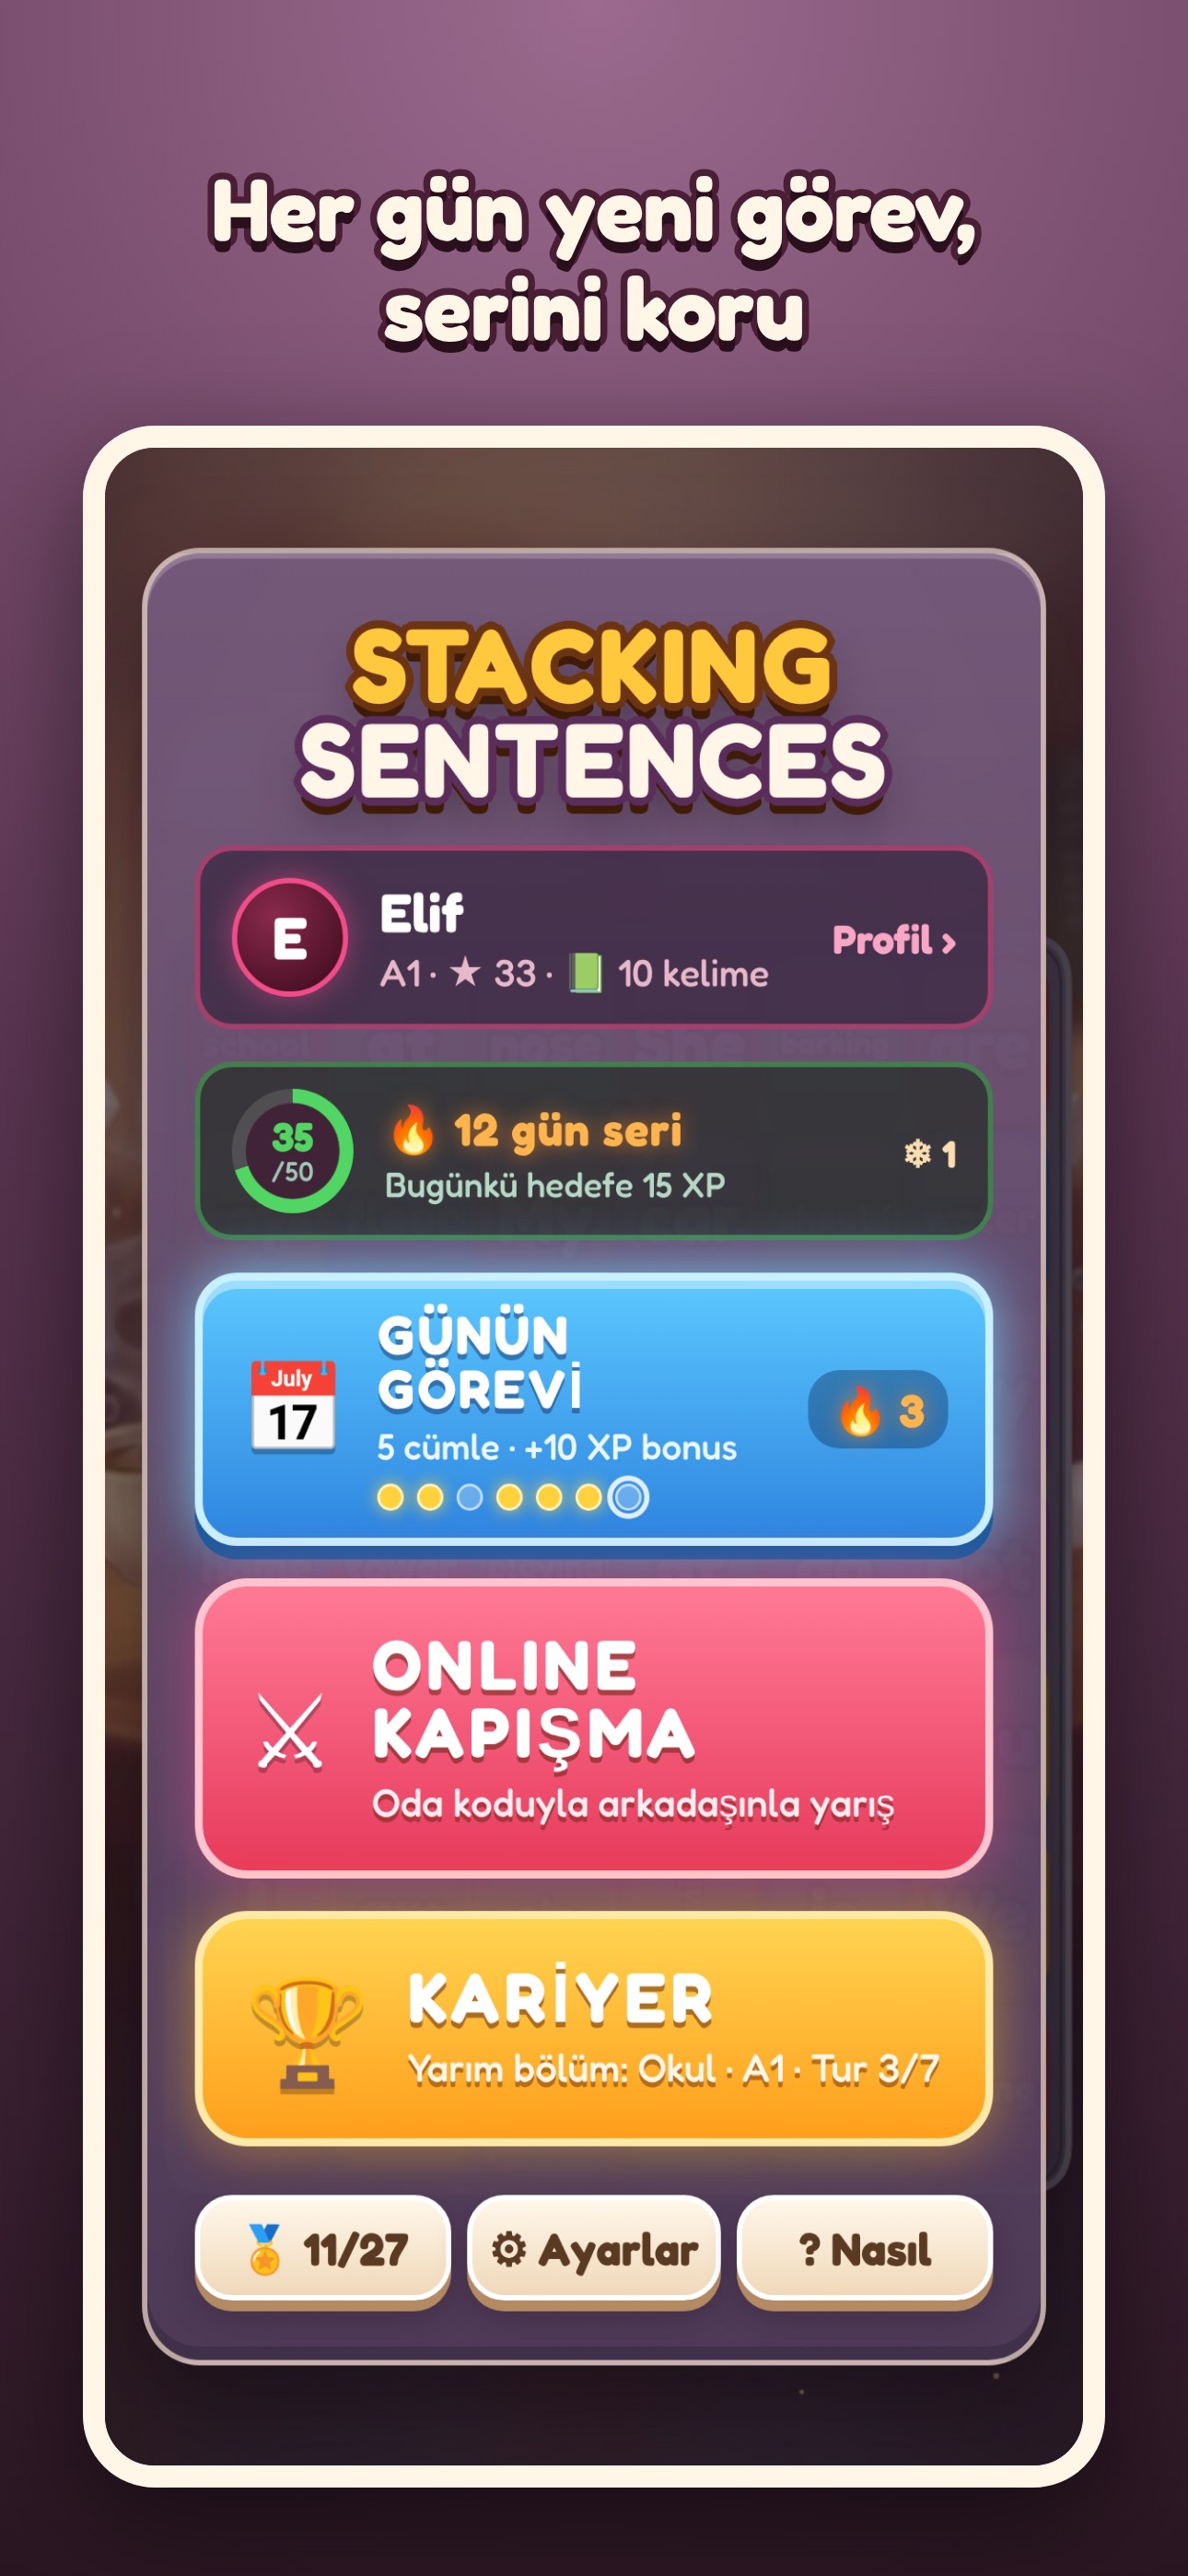 Her gün yeni görev,
serini koru
STACKING
SENTENCES
E
Elif
A1 · ★ 33 · 📗 10 kelime
Profil ›
35
/50
🔥 12 gün seri
Bugünkü hedefe 15 XP
❄ 1
July
17
GÜNÜN
GÖREVİ
5 cümle · +10 XP bonus
🔥 3
ONLINE
KAPIŞMA
Oda koduyla arkadaşınla yarış
KARİYER
Yarım bölüm: Okul · A1 · Tur 3/7
🏅 11/27
⚙ Ayarlar
? Nasıl